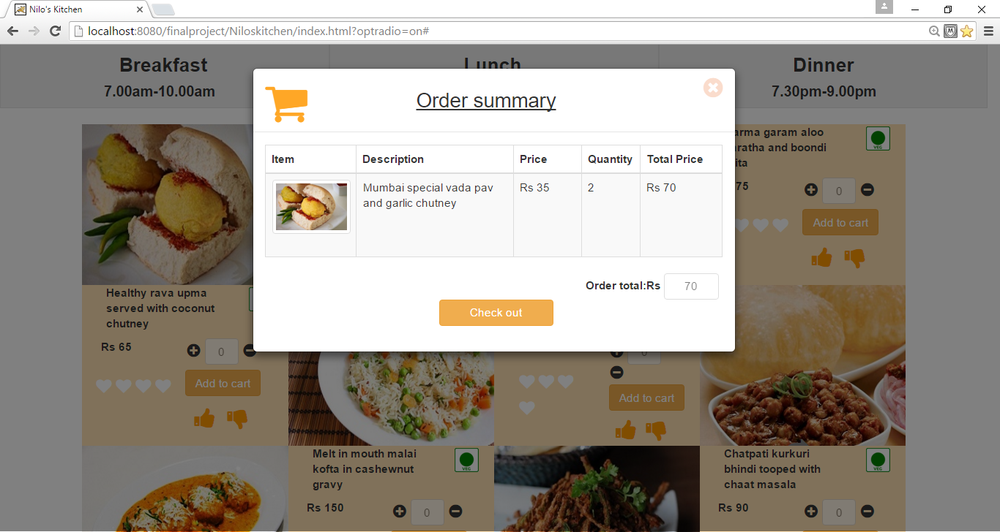 Nilo's Kitchen
localhost:8080/finalproject/Niloskitchen/index.html?optradio=on#
Breakfast
7.00am-10.00am
Lunch
Dinner
7.30pm-9.00pm
Order summary
Item Description Price Quantity Total Price
Mumbai special vada pav
and garlic chutney
Rs 35 2 Rs 70
Order total:Rs 70
Check out
arma garam aloo
ratha and boondi
ita
75
0
Add to cart
VEG
Healthy rava upma
served with coconut
chutney
Rs 65
0
Add to cart
0
Add to cart
Melt in mouth malai
kofta in cashewnut
gravy
VEG
Rs 150
0
Chatpati kurkuri
bhindi tooped with
chaat masala
VEG
Rs 90
0